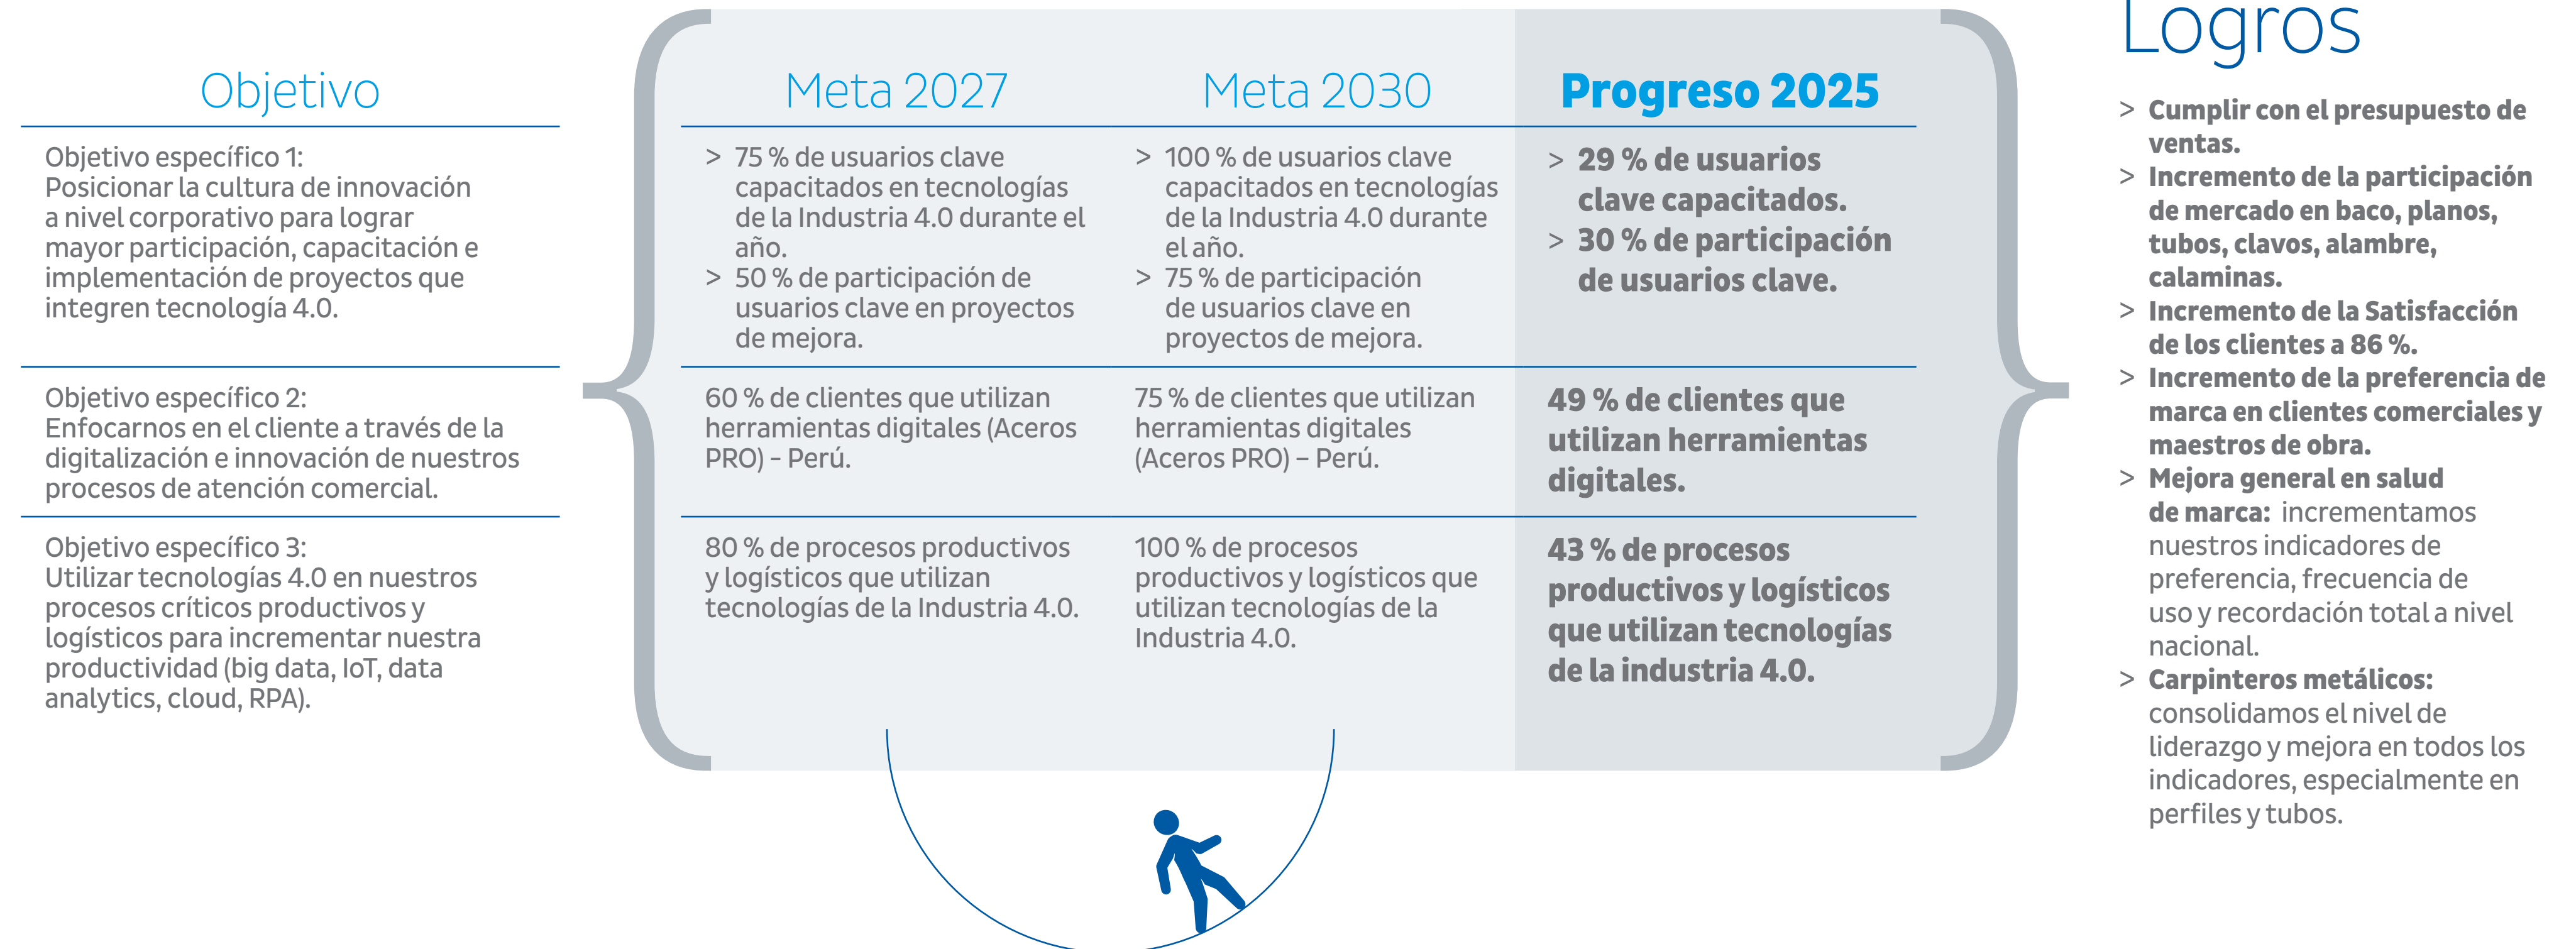 Objetivo
Objetivo específico 1:
Posicionar la cultura de innovación
a nivel corporativo para lograr
mayor participación, capacitación e
implementación de proyectos que
integren tecnología 4.0.
Objetivo específico 2:
Enfocarnos en el cliente a través de la
digitalización e innovación de nuestros
procesos de atención comercial.
Objetivo específico 3:
Utilizar tecnologías 4.0 en nuestros
procesos críticos productivos y
logísticos para incrementar nuestra
productividad (big data, IoT, data
analytics, cloud, RPA).
Meta 2027
> 75 % de usuarios clave
capacitados en tecnologías
de la Industria 4.0 durante el
año.
> 50 % de participación de
usuarios clave en proyectos
de mejora.
60 % de clientes que utilizan
herramientas digitales (Aceros
PRO) - Perú.
80 % de procesos productivos
y logísticos que utilizan
tecnologías de la Industria 4.0.
Meta 2030
> 100 % de usuarios clave
capacitados en tecnologías
de la Industria 4.0 durante
el año.
> 75 % de participación
de usuarios clave en
proyectos de mejora.
75 % de clientes que utilizan
herramientas digitales
(Aceros PRO) – Perú.
100 % de procesos
productivos y logísticos que
utilizan tecnologías de la
Industria 4.0.
Progreso 2025
> 29 % de usuarios
clave capacitados.
> 30 % de participación
de usuarios clave.
49 % de clientes que
utilizan herramientas
digitales.
43 % de procesos
productivos y logísticos
que utilizan tecnologías
de la industria 4.0.
Logros
> Cumplir con el presupuesto de
ventas.
> Incremento de la participación
de mercado en baco, planos,
tubos, clavos, alambre,
calaminas.
> Incremento de la Satisfacción
de los clientes a 86 %.
> Incremento de la preferencia de
marca en clientes comerciales y
maestros de obra.
> Mejora general en salud
de marca: incrementamos
nuestros indicadores de
preferencia, frecuencia de
uso y recordación total a nivel
nacional.
> Carpinteros metálicos:
consolidamos el nivel de
liderazgo y mejora en todos los
indicadores, especialmente en
perfiles y tubos.